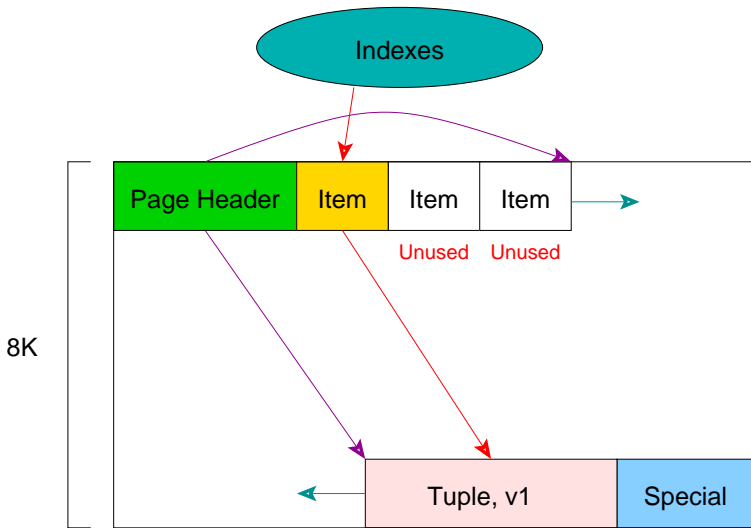 Indexes
Page Header
Item
Item
Item
Unused
Unused
8K
Tuple, v1
Special